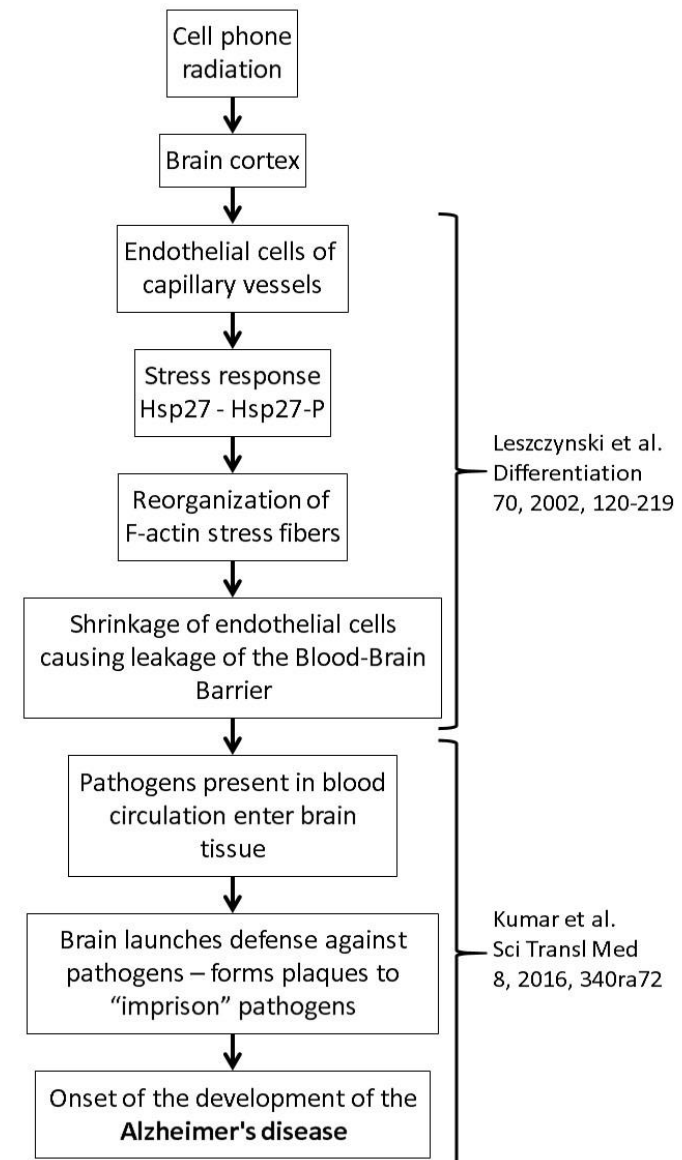 Cell phone
radiation
Brain cortex
Endothelial cells of
capillary vessels
Stress response
Hsp27 - Hsp27-P
Reorganization of
F-actin stress fibers
Shrinkage of endothelial cells
causing leakage of the Blood-Brain
Barrier
Leszczynski et al.
Differentiation
70, 2002, 120-219
Pathogens present in blood
circulation enter brain
tissue
Brain launches defense against
pathogens – forms plaques to
“imprison” pathogens
Onset of the development of the
Alzheimer's disease
Kumar et al.
Sci Transl Med
8, 2016, 340ra72